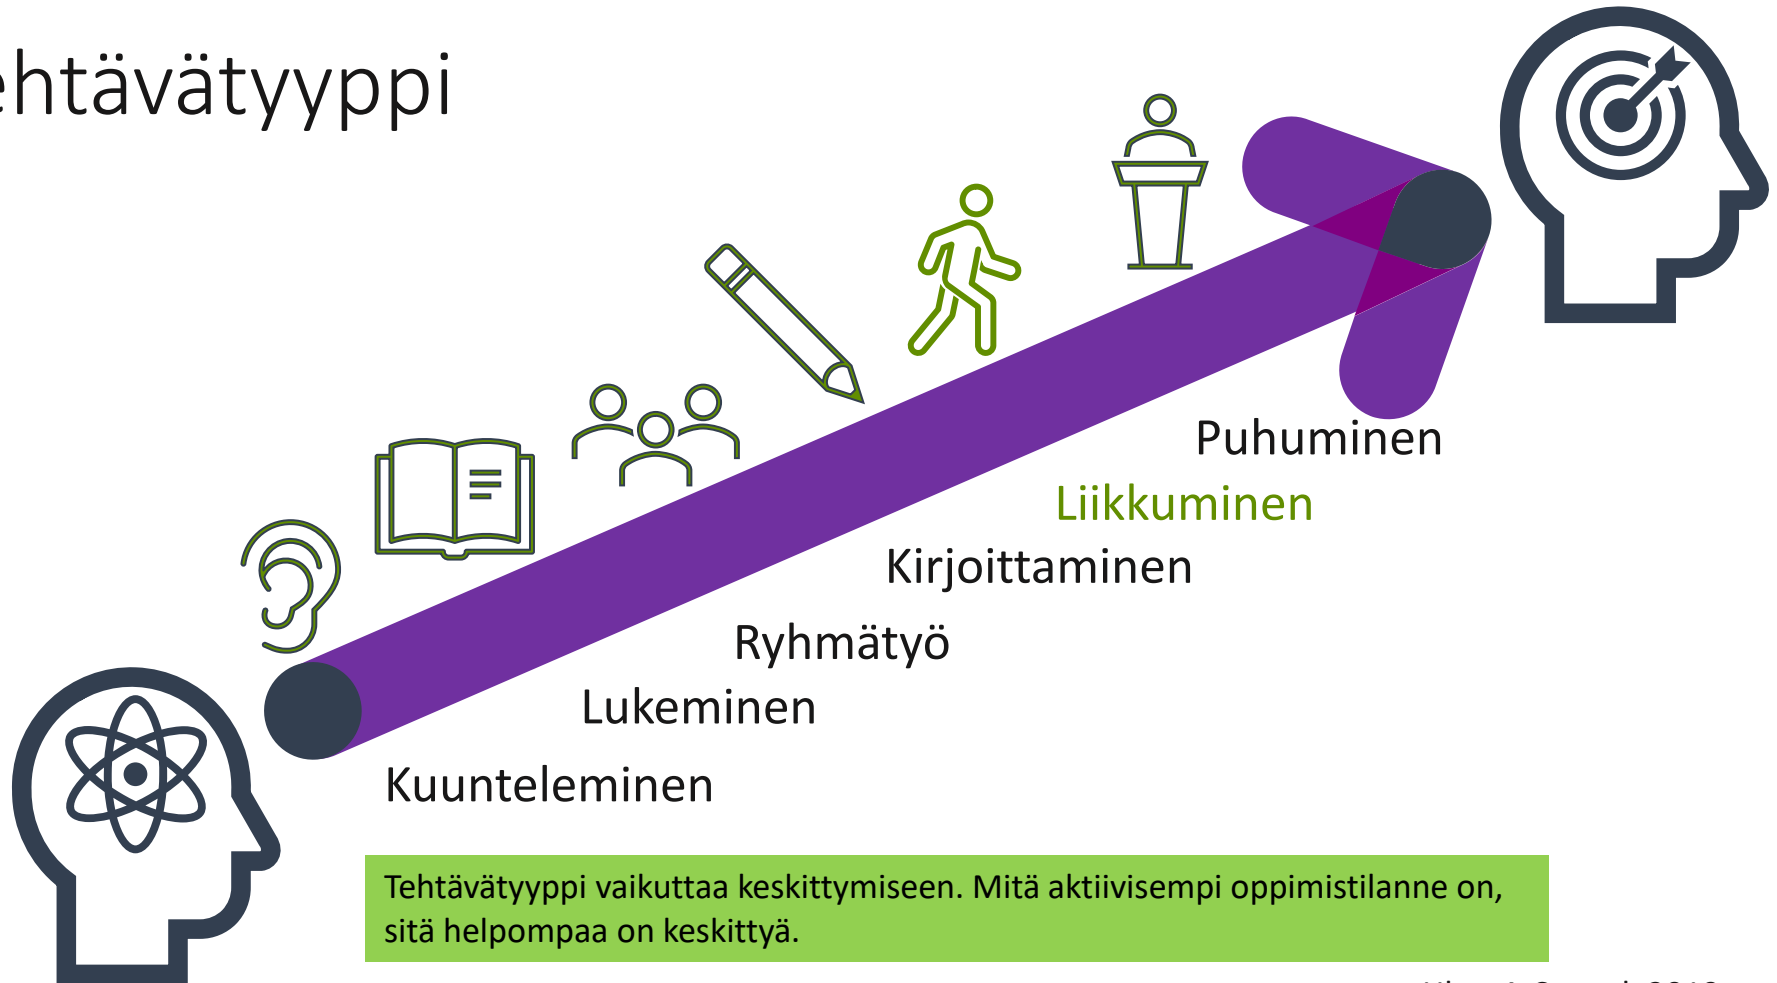 ehtävätyyppi
Puhuminen
Liikkuminen
Kirjoittaminen
Ryhmätyö
Lukeminen
Kuunteleminen
Tehtävätyyppi vaikuttaa keskittymiseen. Mitä aktiivisempi oppimistilanne on,
sitä helpompaa on keskittyä.